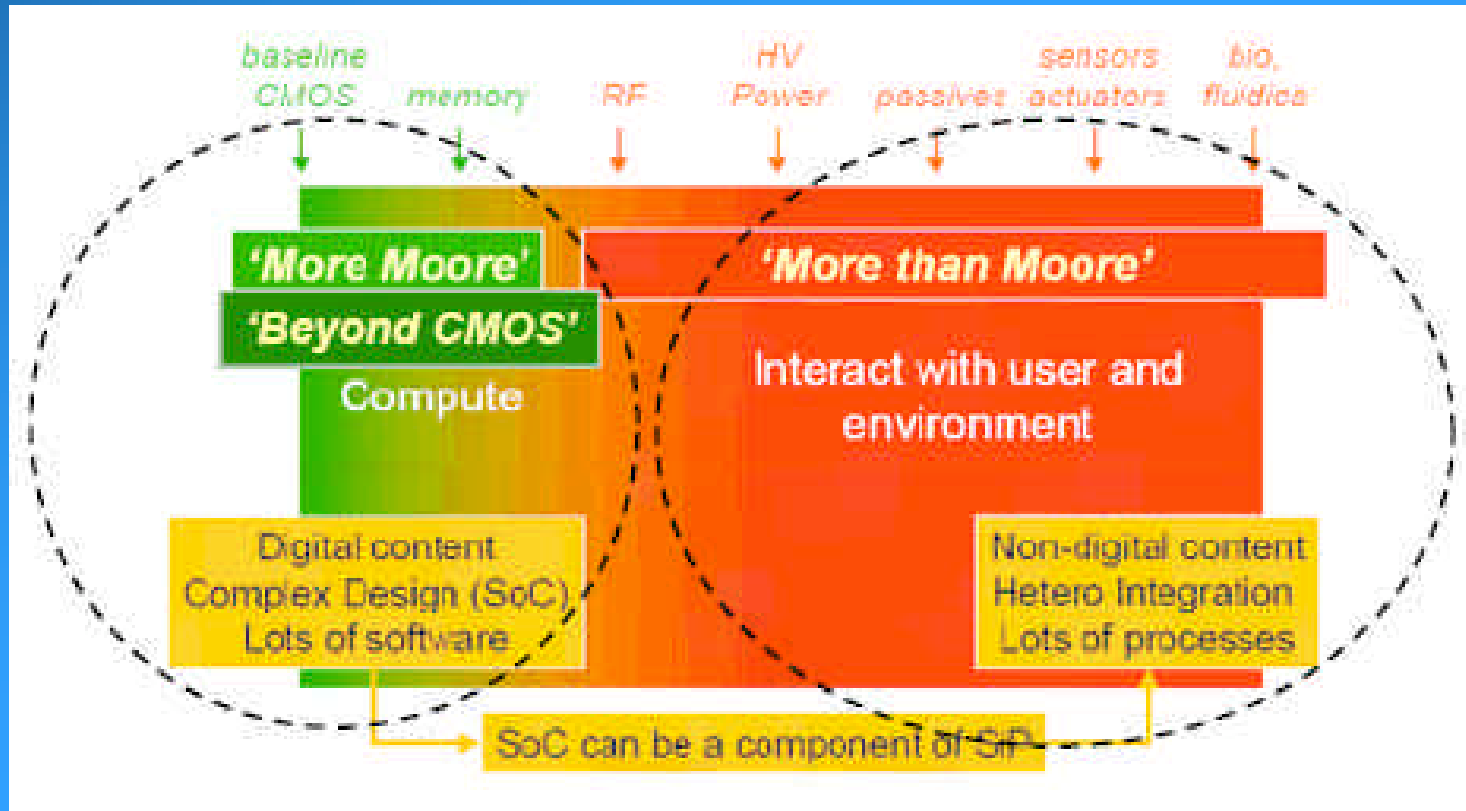 baseline
CMOS
memory
RF
HV
Power
passives
sensors
actuators
bio,
fluidics
'More Moore'
'More than Moore'
'Beyond CMOS'
Compute
Interact with user and
environment
Digital content
Complex Design (SoC)
Lots of software
Non-digital content
Hetero Integration
Lots of processes
SoC can be a component of SiP